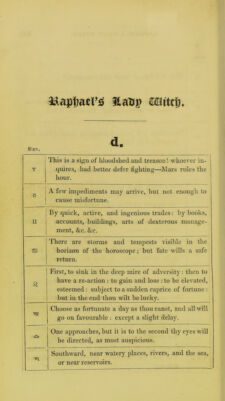 Raphael's Lady Witch.
d.
KEY.
This is a sign of bloodshed and treason! whoever in-
quires, had better defer fighting—Mars rules the
hour.
A few impediments may arrive, but not enough to
cause misfortune.
By quick, active, and ingenious trades: by books,
accounts, buildings, arts of dexterous manage-
ment, &c. &c.
There are storms and tempests visible in the
horizon of the horoscope; but fate wills a safe
return.
First, to sink in the deep mire of adversity: then to
have a re-action: to gain and loss: to be elevated,
esteemed: subject to a sudden caprice of fortune:
but in the end thou wilt be lucky.
Choose as fortunate a day as thou canst, and all will
go on favourable: except a slight delay.
One approaches, but it is to the second thy eyes will
be directed, as most auspicious.
Southward, near watery places, rivers, and the sea,
or near reservoirs.